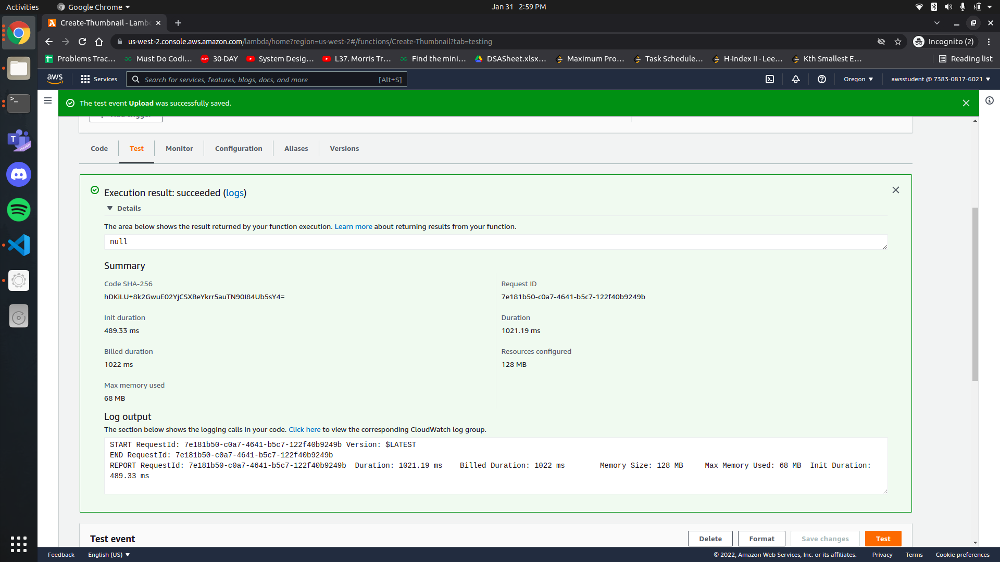 Activities
Google Chrome
Jan 31 2:59 PM
Create-Thumbnail - Lamb
us-west-2.console.aws.amazon.com/lambda/home?region=us-west-2#/functions/Create-Thumbnail?tab=testing
Incognito (2)
Problems Trac...
Must Do Codi...
30-DAY
System Desig...
L37. Morris Tr...
Find the mini...
DSASheet.xlsx...
Maximum Pro...
Task Schedule...
H-Index II - Lee...
Kth Smallest E...
Reading list
aws
Services
Search for services, features, blogs, docs, and more
[Alt+S]
Oregon
awsstudent @ 7383-0817-6021
The test event Upload was successfully saved.
Code
Test
Monitor
Configuration
Aliases
Versions
Execution result: succeeded (logs)
Details
The area below shows the result returned by your function execution. Learn more about returning results from your function.
null
Summary
Code SHA-256
hDKiLU+8k2GwuE02YjCSXBeYkrr5auTN90I84Ub5sY4=
Request ID
7e181b50-c0a7-4641-b5c7-122f40b9249b
Init duration
489.33 ms
Duration
1021.19 ms
Billed duration
1022 ms
Resources configured
128 MB
Max memory used
68 MB
Log output
The section below shows the logging calls in your code. Click here to view the corresponding CloudWatch log group.
START RequestId: 7e181b50-c0a7-4641-b5c7-122f40b9249b Version: $LATEST
END RequestId: 7e181b50-c0a7-4641-b5c7-122f40b9249b
REPORT RequestId: 7e181b50-c0a7-4641-b5c7-122f40b9249b Duration: 1021.19 ms Billed Duration: 1022 ms Memory Size: 128 MB Max Memory Used: 68 MB Init Duration:
489.33 ms
Test event
Delete
Format
Save changes
Test
Feedback
English (US)
© 2022, Amazon Web Services, Inc. or its affiliates.
Privacy
Terms
Cookie preferences